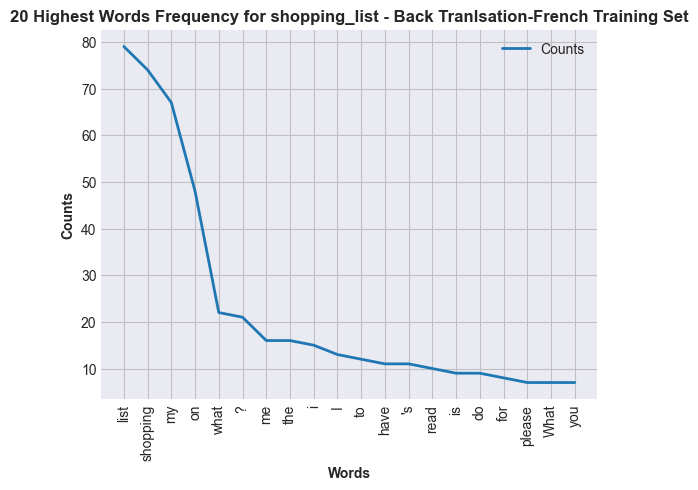 20 Highest Words Frequency for shopping_list - Back Tranlsation-French Training Set
Counts
80
70
60
50
40
30
20
10
Counts
list
shopping
my
on
what
?
me
the
i
I
to
have
's
read
is
do
for
please
What
you
Words